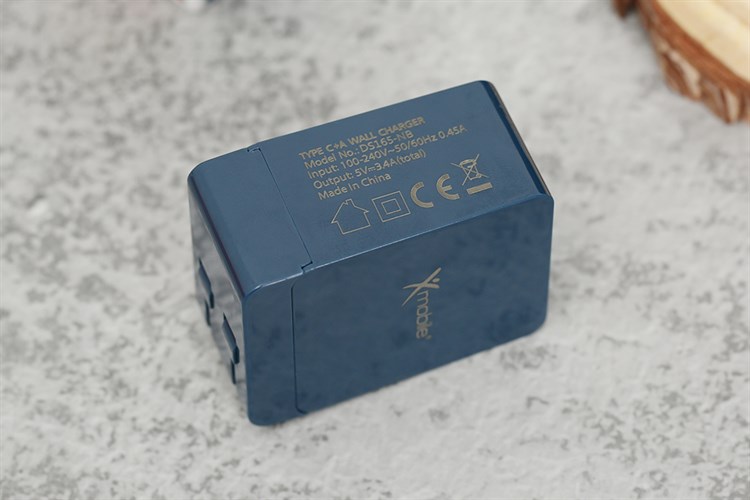 TYPE C+A WALL CHARGER
Model No.: DS165-NB
Input: 100-240V~50/60Hz 0.45A
Output: 5V⎓3.4A(total)
Made in China
CE
Xmobile®